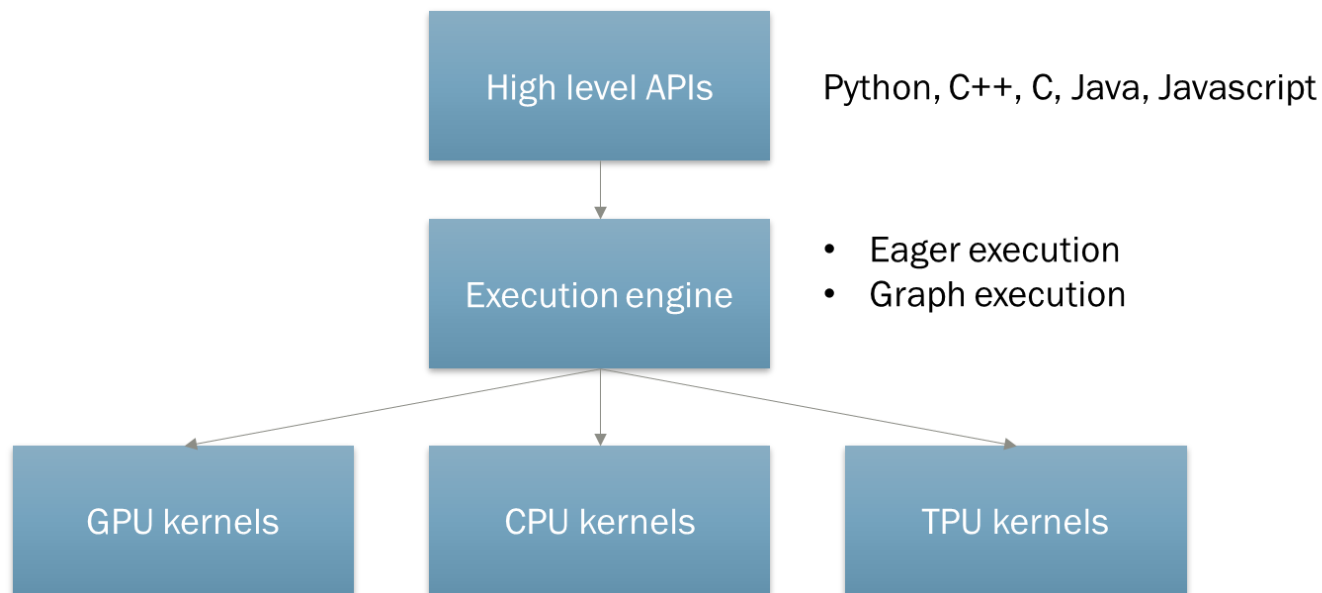 High level APIs
Python, C++, C, Java, Javascript
Execution engine
• Eager execution
• Graph execution
GPU kernels
CPU kernels
TPU kernels